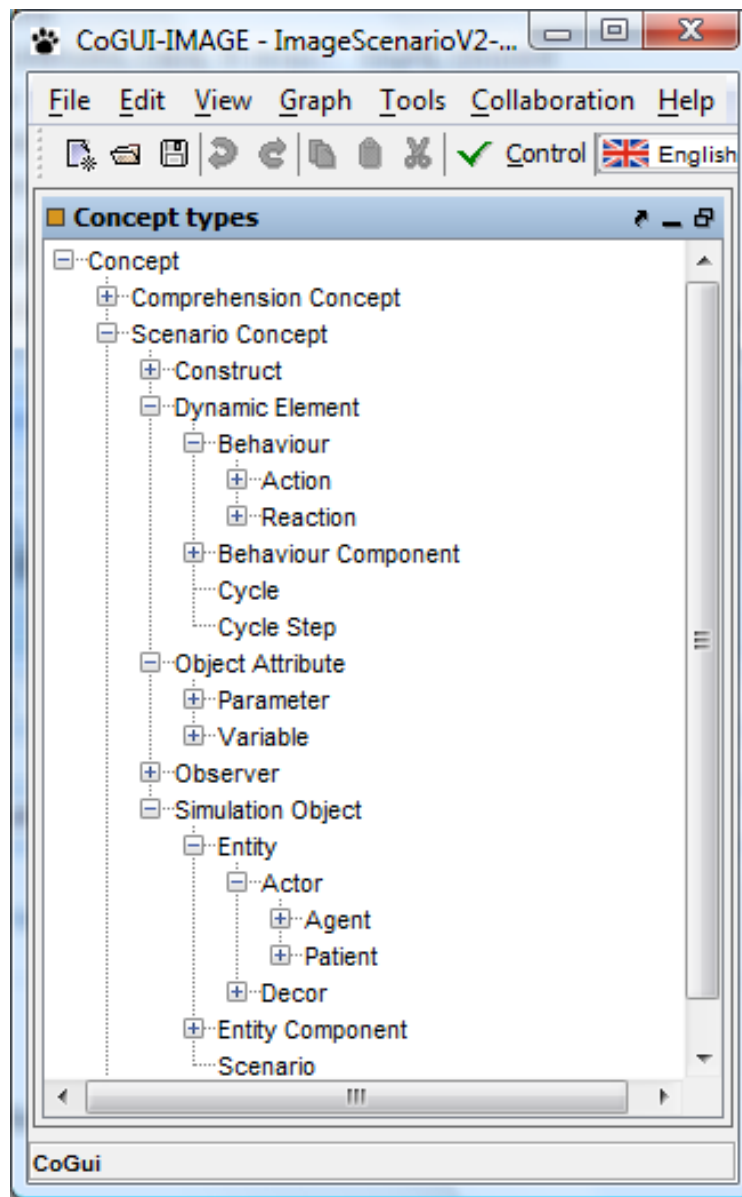 CoGUI-IMAGE - ImageScenarioV2-...
File Edit View Graph Tools Collaboration Help
Control English
Concept types
Concept
Comprehension Concept
Scenario Concept
Construct
Dynamic Element
Behaviour
Action
Reaction
Behaviour Component
Cycle
Cycle Step
Object Attribute
Parameter
Variable
Observer
Simulation Object
Entity
Actor
Agent
Patient
Decor
Entity Component
Scenario
CoGui